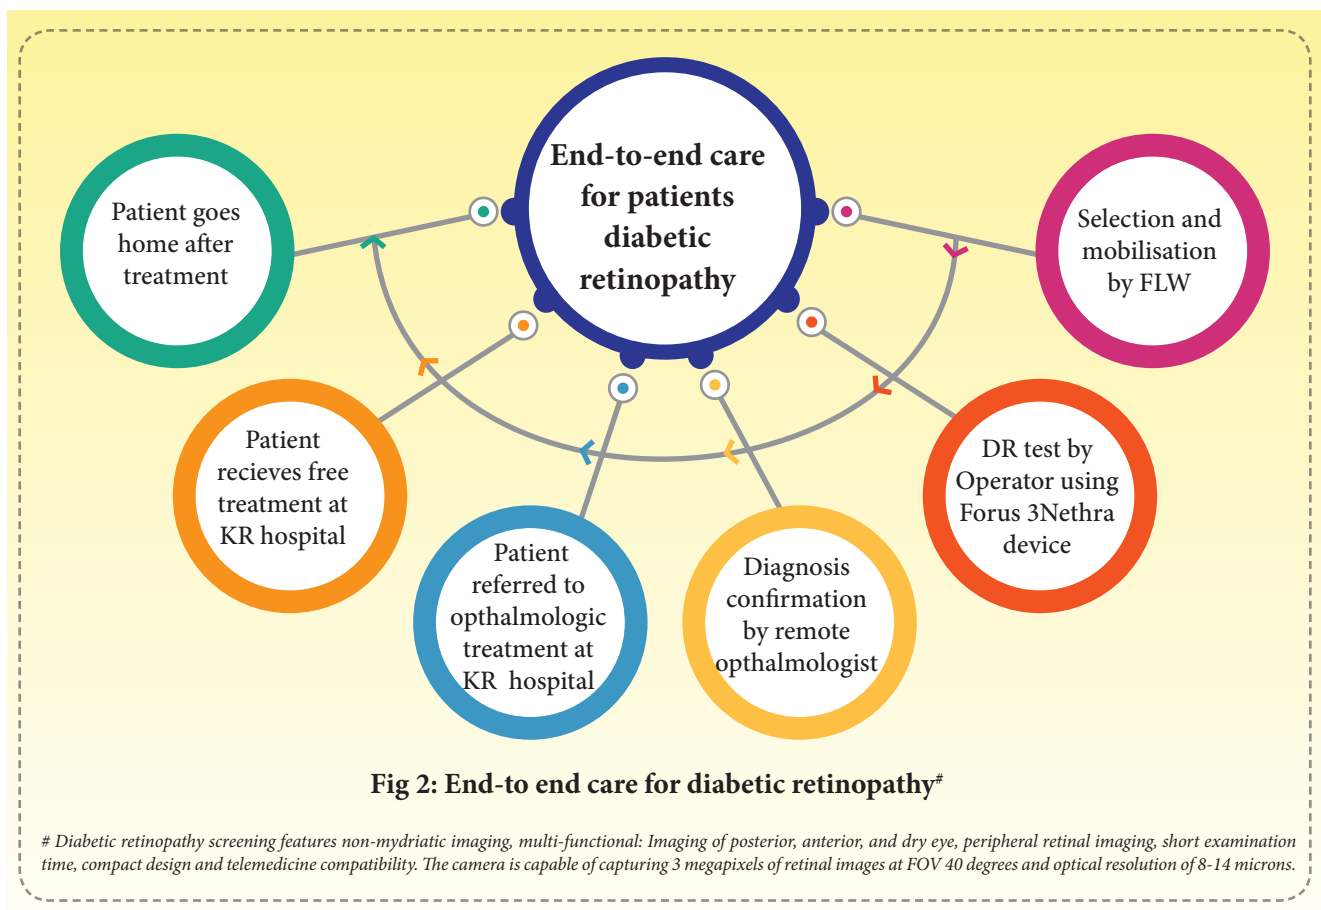 End-to-end care
for patients
diabetic
retinopathy
Selection and
mobilisation
by FLW
DR test by
Operator using
Forus 3Nethra
device
Diagnosis
confirmation
by remote
opthalmologist
Patient
referred to
opthalmologic
treatment at
KR hospital
Patient
recieves free
treatment at
KR hospital
Patient goes
home after
treatment
Fig 2: End-to end care for diabetic retinopathy#
# Diabetic retinopathy screening features non-mydriatic imaging, multi-functional: Imaging of posterior, anterior, and dry eye, peripheral retinal imaging, short examination
time, compact design and telemedicine compatibility. The camera is capable of capturing 3 megapixels of retinal images at FOV 40 degrees and optical resolution of 8-14 microns.